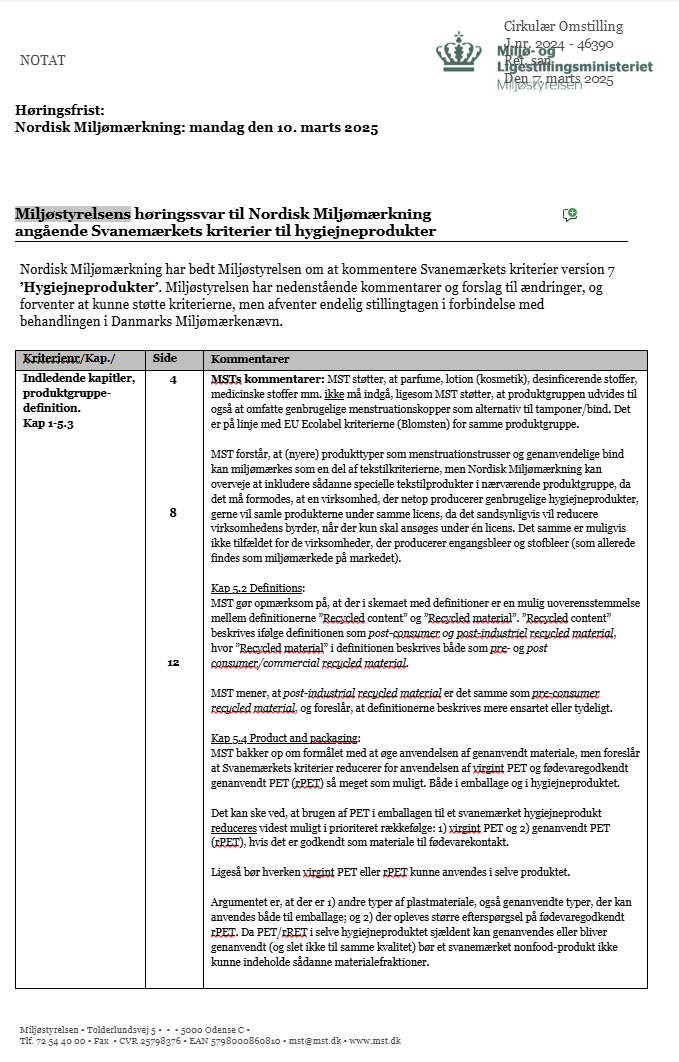 Cirkulær Omstilling
J.nr. 2024 - 46390
Ref. san
Den 7. marts 2025
Miljø- og
Ligestillingsministeriet
Miljøstyrelsen
NOTAT
Høringsfrist:
Nordisk Miljømærkning: mandag den 10. marts 2025
Miljøstyrelsens høringssvar til Nordisk Miljømærkning
angående Svanemærkets kriterier til hygiejneprodukter
Nordisk Miljømærkning har bedt Miljøstyrelsen om at kommentere Svanemærkets kriterier version 7
’Hygiejneprodukter’. Miljøstyrelsen har nedenstående kommentarer og forslag til ændringer, og
forventer at kunne støtte kriterierne, men afventer endelig stillingtagen i forbindelse med
behandlingen i Danmarks Miljømærkenævn.
Kriterienr./Kap./ Side Kommentarer
Indledende kapitler,
produktgruppe-
definition.
Kap 1-5.3
4
8
12
MSTs kommentarer: MST støtter, at parfume, lotion (kosmetik), desinficerende stoffer,
medicinske stoffer mm. ikke må indgå, ligesom MST støtter, at produktgruppen udvides til
også at omfatte genbrugelige menstruationskopper som alternativ til tamponer/bind. Det
er på linje med EU Ecolabel kriterierne (Blomsten) for samme produktgruppe.
MST forstår, at (nyere) produkttyper som menstruationstrusser og genanvendelige bind
kan miljømærkes som en del af tekstilkriterierne, men Nordisk Miljømærkning kan
overveje at inkludere sådanne specielle tekstilprodukter i nærværende produktgruppe, da
det må formodes, at en virksomhed, der netop producerer genbrugelige hygiejneprodukter,
gerne vil samle produkterne under samme licens, da det sandsynligvis vil reducere
virksomhedens byrder, når der kun skal ansøges under én licens. Det samme er muligvis
ikke tilfældet for de virksomheder, der producerer engangsbleer og stofbleer (som allerede
findes som miljømærkede på markedet).
Kap 5.2 Definitions:
MST gør opmærksom på, at der i skemaet med definitioner er en mulig uoverensstemmelse
mellem definitionerne ”Recycled content” og ”Recycled material”. ”Recycled content”
beskrives ifølge definitionen som post-consumer og post-industriel recycled material,
hvor ”Recycled material” i definitionen beskrives både som pre- og post
consumer/commercial recycled material.
MST mener, at post-industrial recycled material er det samme som pre-consumer
recycled material, og foreslår, at definitionerne beskrives mere ensartet eller tydeligt.
Kap 5.4 Product and packaging:
MST bakker op om formålet med at øge anvendelsen af genanvendt materiale, men foreslår
at Svanemærkets kriterier reducerer for anvendelsen af virgint PET og fødevaregodkendt
genanvendt PET (rPET) så meget som muligt. Både i emballage og i hygiejneproduktet.
Det kan ske ved, at brugen af PET i emballagen til et svanemærket hygiejneprodukt
reduceres videst muligt i prioriteret rækkefølge: 1) virgint PET og 2) genanvendt PET
(rPET), hvis det er godkendt som materiale til fødevarekontakt.
Ligeså bør hverken virgint PET eller rPET kunne anvendes i selve produktet.
Argumentet er, at der er 1) andre typer af plastmateriale, også genanvendte typer, der kan
anvendes både til emballage; og 2) der opleves større efterspørgsel på fødevaregodkendt
rPET. Da PET/rRET i selve hygiejneproduktet sjældent kan genanvendes eller bliver
genanvendt (og slet ikke til samme kvalitet) bør et svanemærket nonfood-produkt ikke
kunne indeholde sådanne materialefraktioner.
Miljøstyrelsen • Tolderlundsvej 5 • • • 5000 Odense C •
Tlf. 72 54 40 00 • Fax • CVR 25798376 • EAN 5798000860810 • mst@mst.dk • www.mst.dk